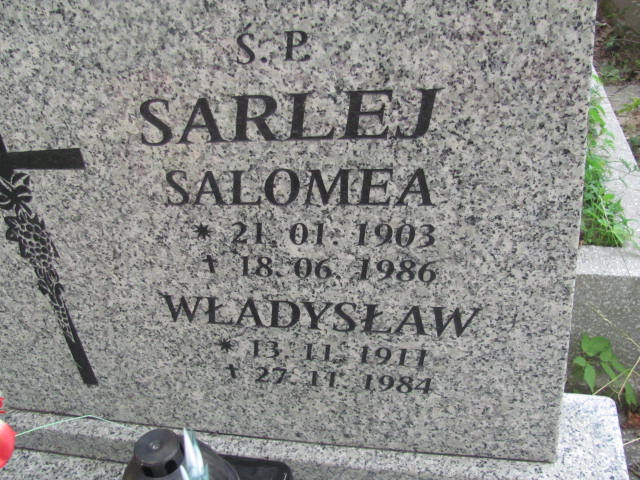 Ś. P.
SARLEJ
SALOMEA
* 21. 01. 1903
† 18. 06. 1986
WŁADYSŁAW
* 13. 11. 1911
† 27. 11. 1984